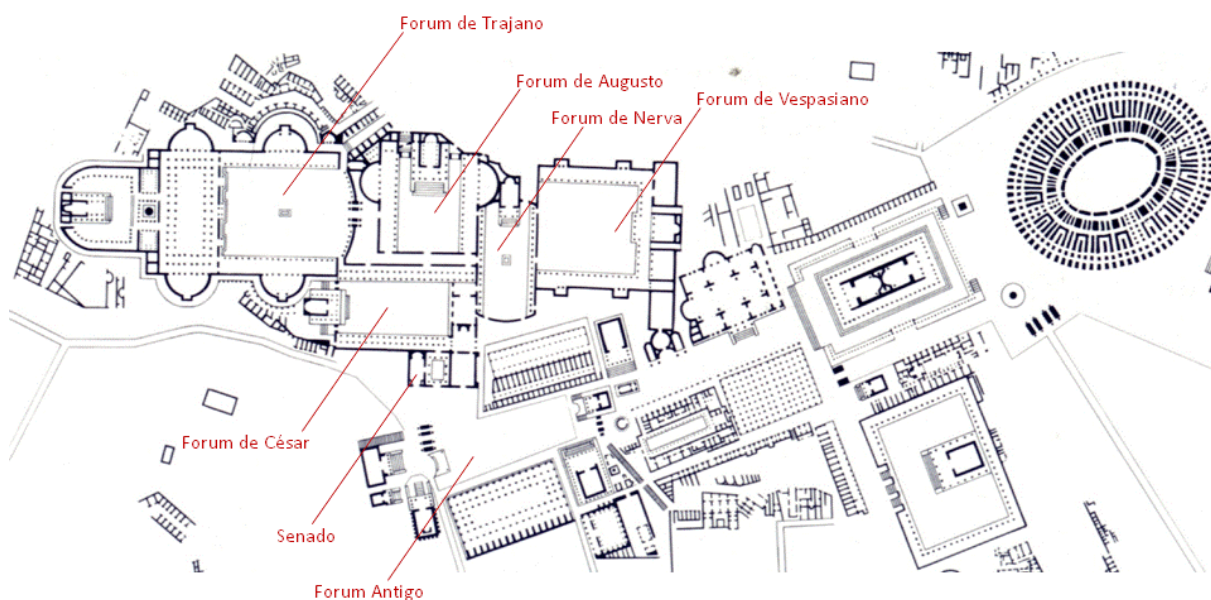 Forum de Trajano
Forum de Augusto
Forum de Vespasiano
Forum de Nerva
Forum de César
Senado
Forum Antigo